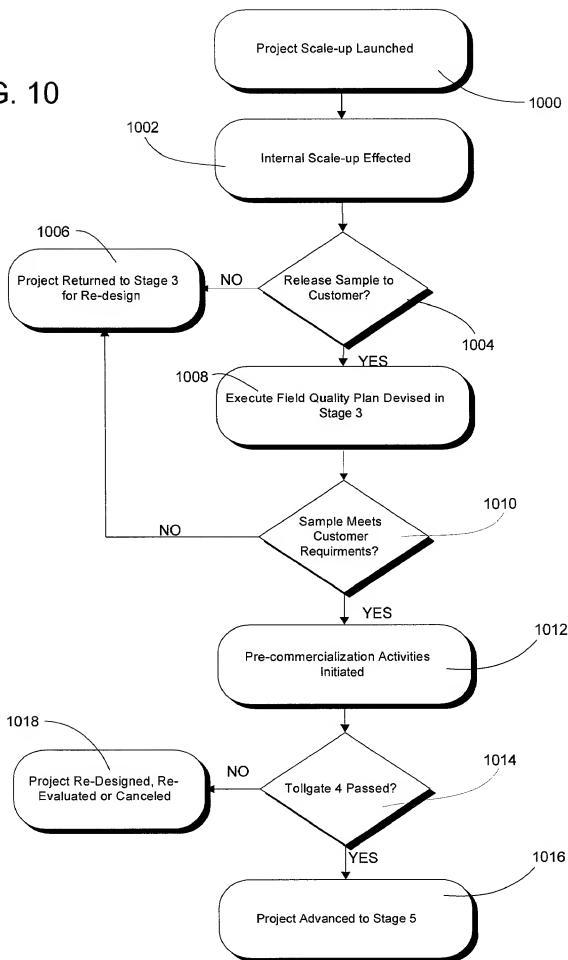 Project Scale-up Launched
G. 10
1000
1002
Internal Scale-up Effected
1006
Project Returned to Stage 3
for Re-design
NO
Release Sample to
Customer?
1004
YES
1008
Execute Field Quality Plan Devised in
Stage 3
1010
Sample Meets
Customer
Requirments?
NO
YES
1012
Pre-commercialization Activities
Initiated
1018
Project Re-Designed, Re-
Evaluated or Canceled
NO
Tollgate 4 Passed?
1014
YES
1016
Project Advanced to Stage 5